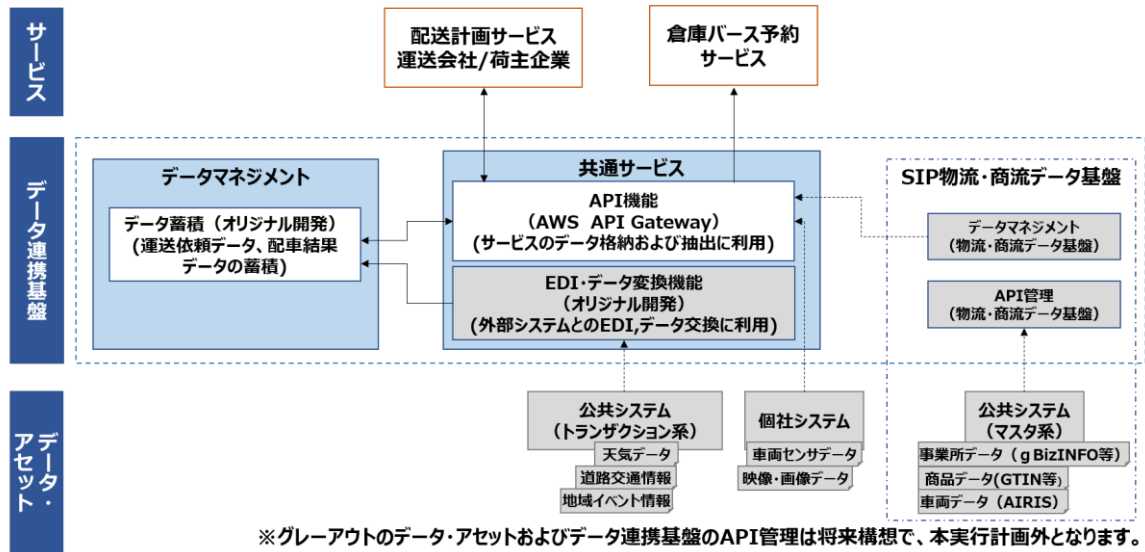 サービス
配送計画サービス
運送会社/荷主企業
倉庫バース予約
サービス
データ連携基盤
データマネジメント
データ蓄積（オリジナル開発）
(運送依頼データ、配車結果
データの蓄積)
共通サービス
API機能
（AWS API Gateway）
(サービスのデータ格納および抽出に利用)
EDI・データ変換機能
（オリジナル開発）
(外部システムとのEDI,データ交換に利用)
SIP物流・商流データ基盤
データマネジメント
（物流・商流データ基盤）
API管理
（物流・商流データ基盤）
データ・
アセット
公共システム
（トランザクション系）
天気データ
道路交通情報
地域イベント情報
個社システム
車両センサデータ
映像・画像データ
公共システム
（マスタ系）
事業所データ（ｇBizINFO等）
商品データ(GTIN等)
車両データ（AIRIS）
※グレーアウトのデータ・アセットおよびデータ連携基盤のAPI管理は将来構想で、本実行計画外となります。